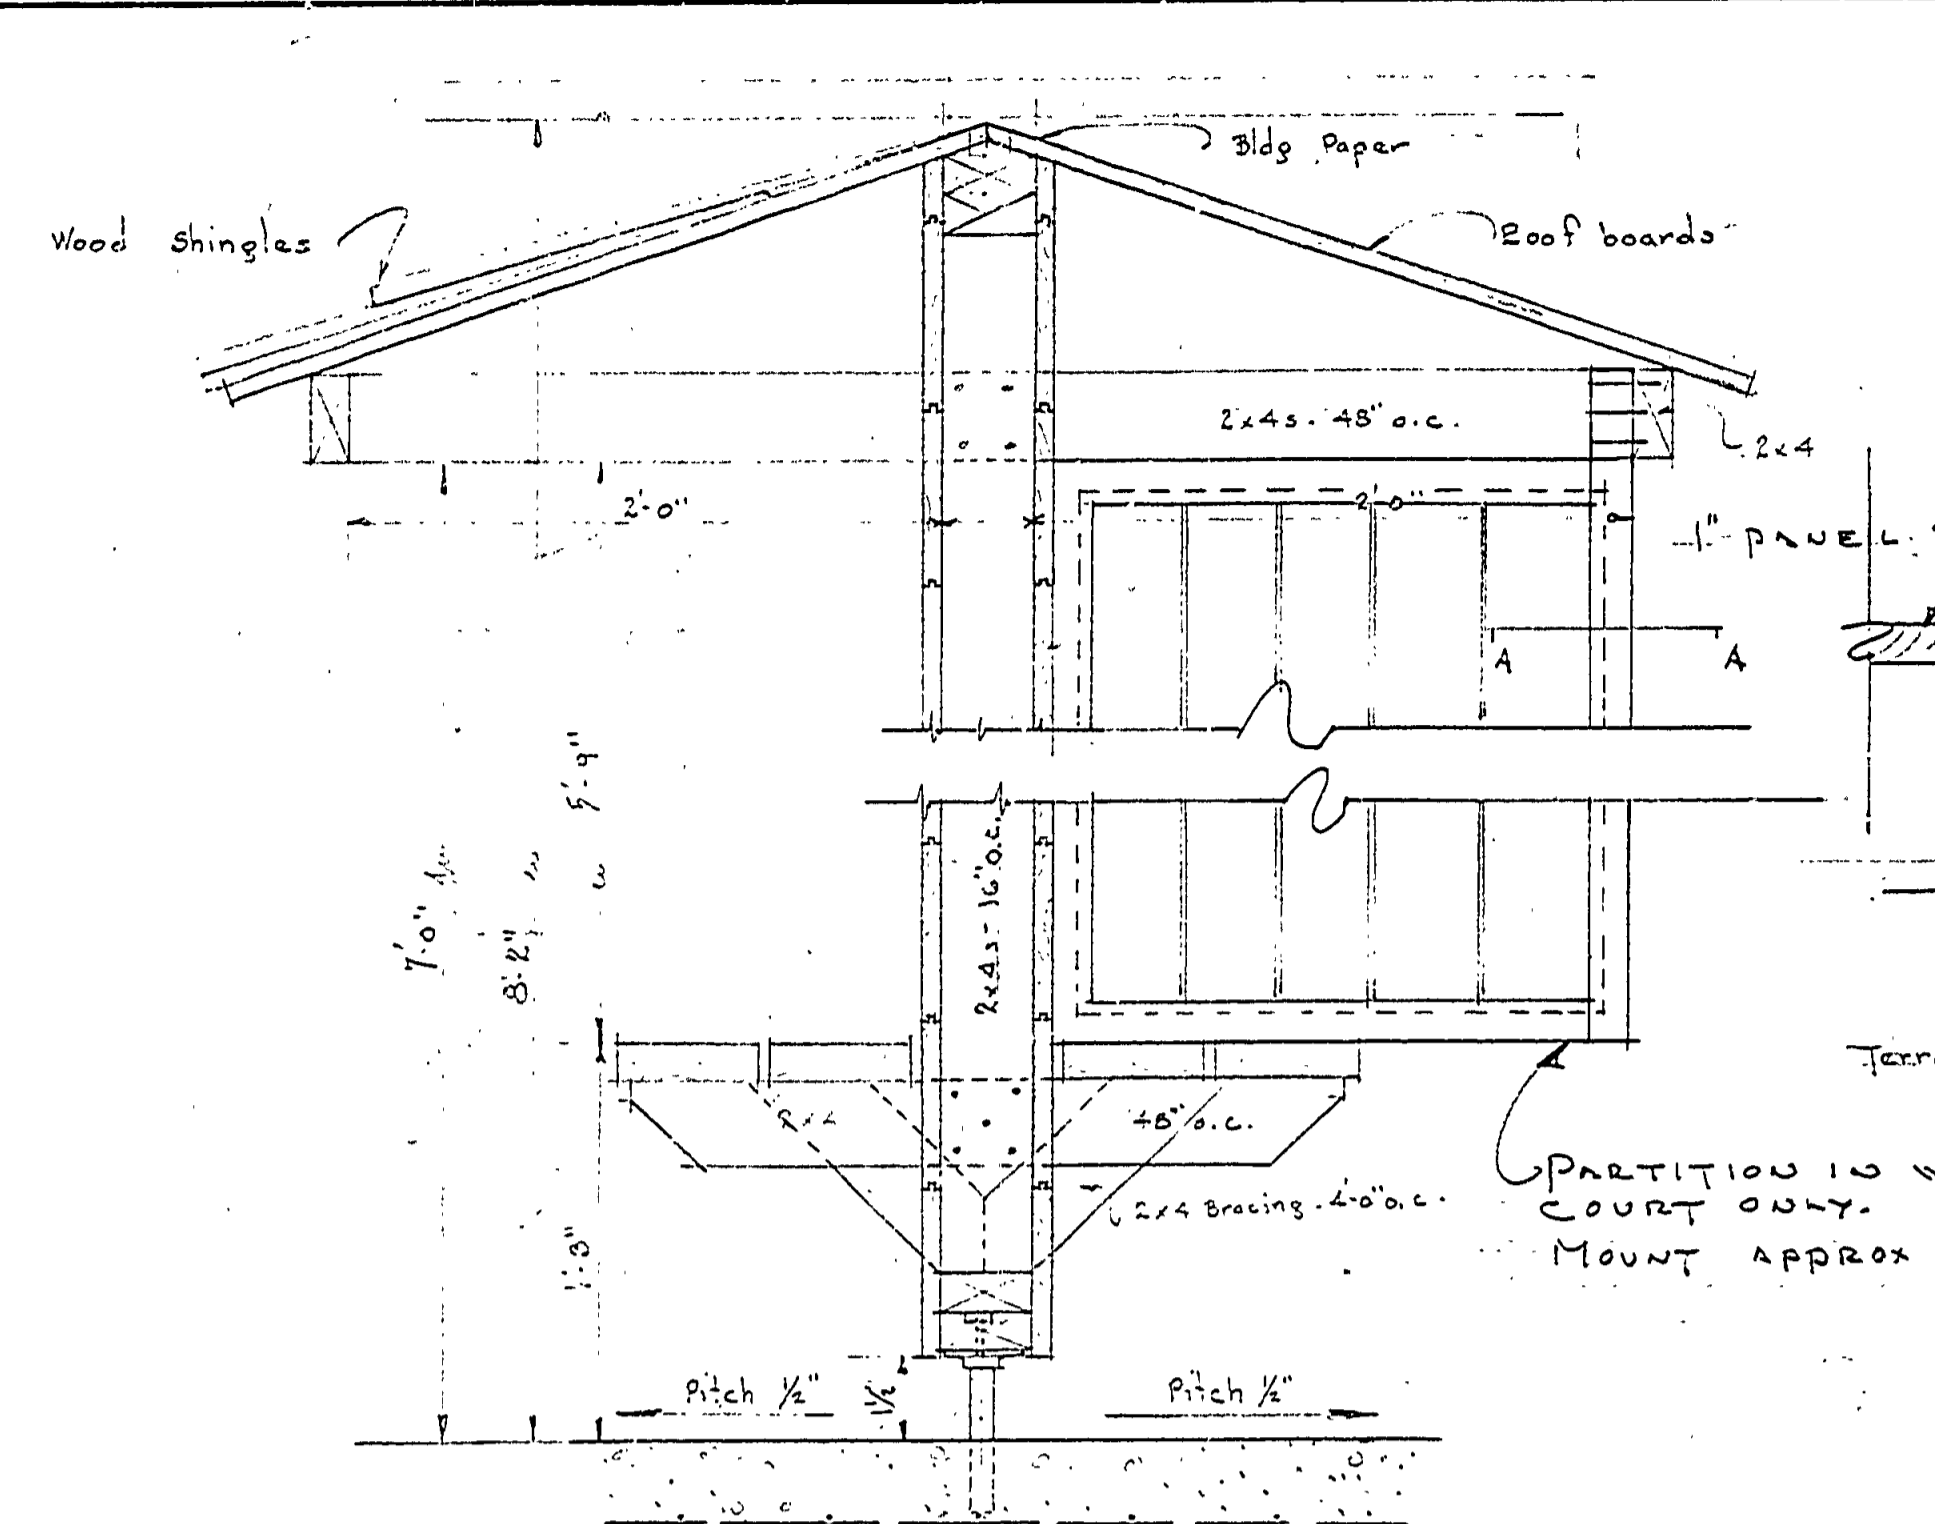 Bldg Paper
Wood Shingles
Roof boards
2x4s. 48" o.c.
2x4
2'-0"
2'-0"
1" PANEL
A
A
5'-9"
2x4s - 16" o.c.
7'-0"
8'-2"
2x4
48" o.c.
2x4 Bracing. 4'-0" o.c.
PARTITION IN
COURT ONLY.
MOUNT APPROX
1'-3"
Pitch 1/2"
1 1/2
Pitch 1/2"